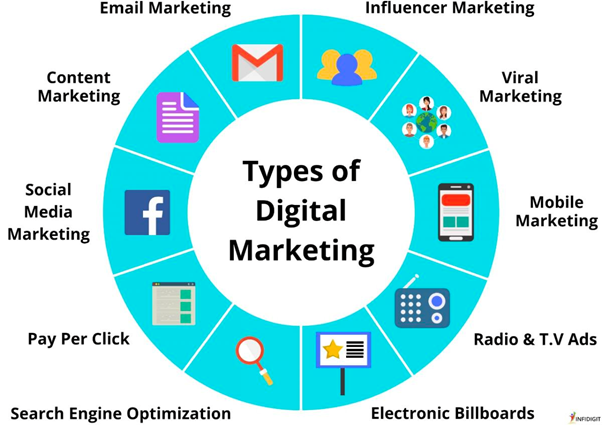 Email Marketing
Influencer Marketing
Content
Marketing
Viral
Marketing
Types of
Digital
Marketing
Social
Media
Marketing
Mobile
Marketing
Pay Per Click
Radio & T.V Ads
Search Engine Optimization
Electronic Billboards
INFIDIGIT